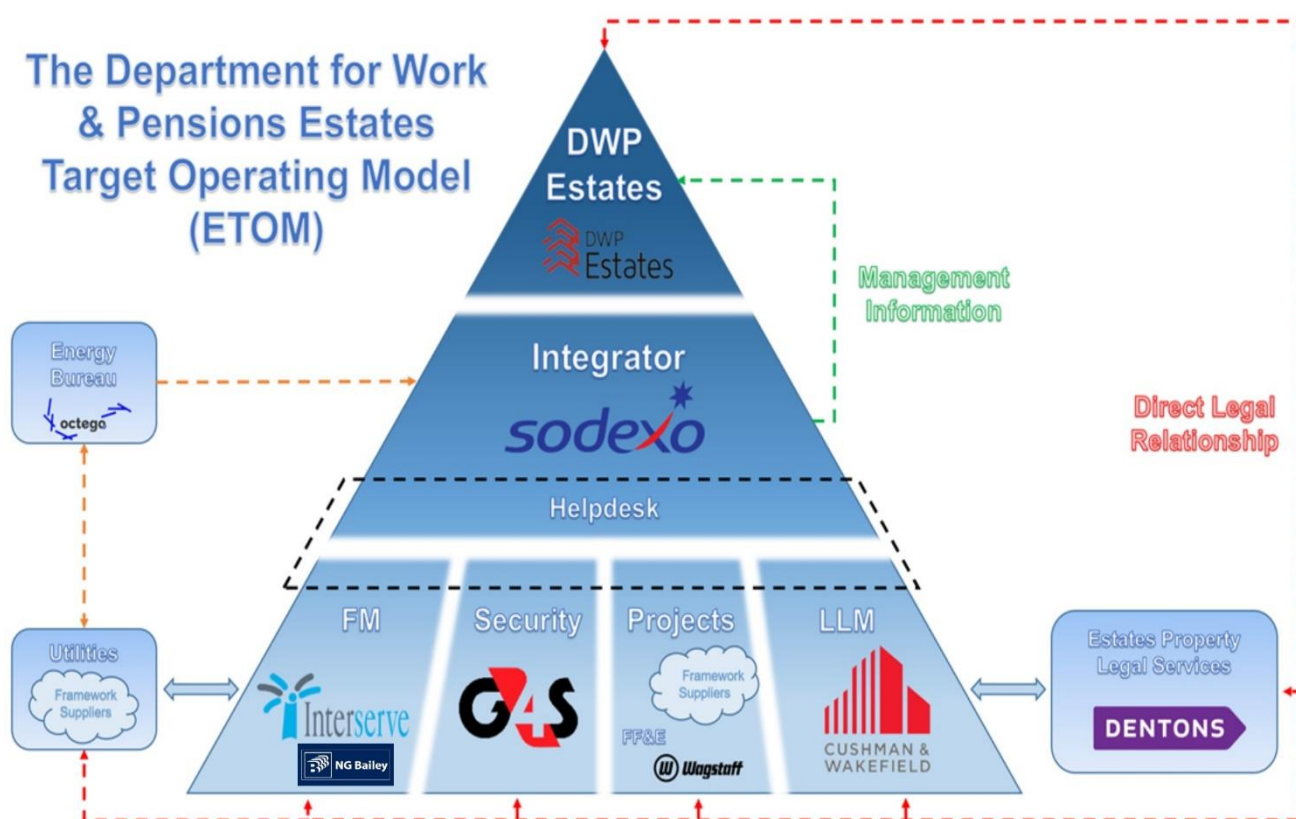 The Department for Work
& Pensions Estates
Target Operating Model
(ETOM)
DWP
Estates
DWP
Estates
Management
Information
Energy
Bureau
octego
Integrator
sodexo
Direct Legal
Relationship
Helpdesk
FM
Security
Projects
LLM
Utilities
Framework
Suppliers
Interserve
NG Bailey
G4S
Framework
Suppliers
FF&E
W Wagstaff
CUSHMAN &
WAKEFIELD
Estates Property
Legal Services
DENTONS